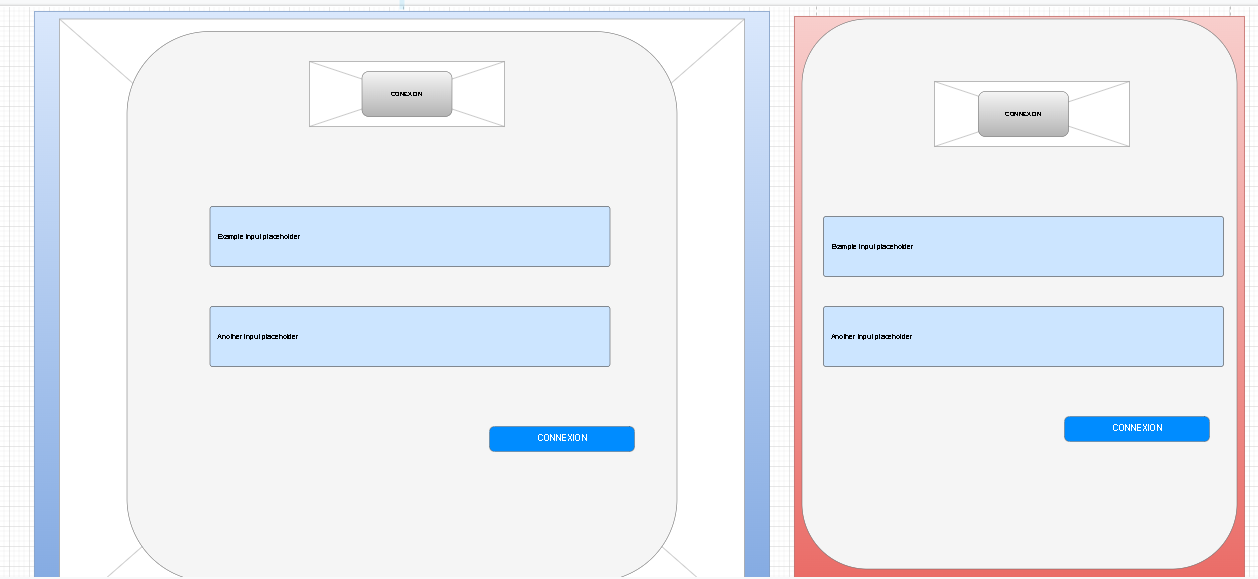 CONEXION
Example input placeholder
Another input placeholder
CONNEXION
CONNEXION
Example input placeholder
Another input placeholder
CONNEXION